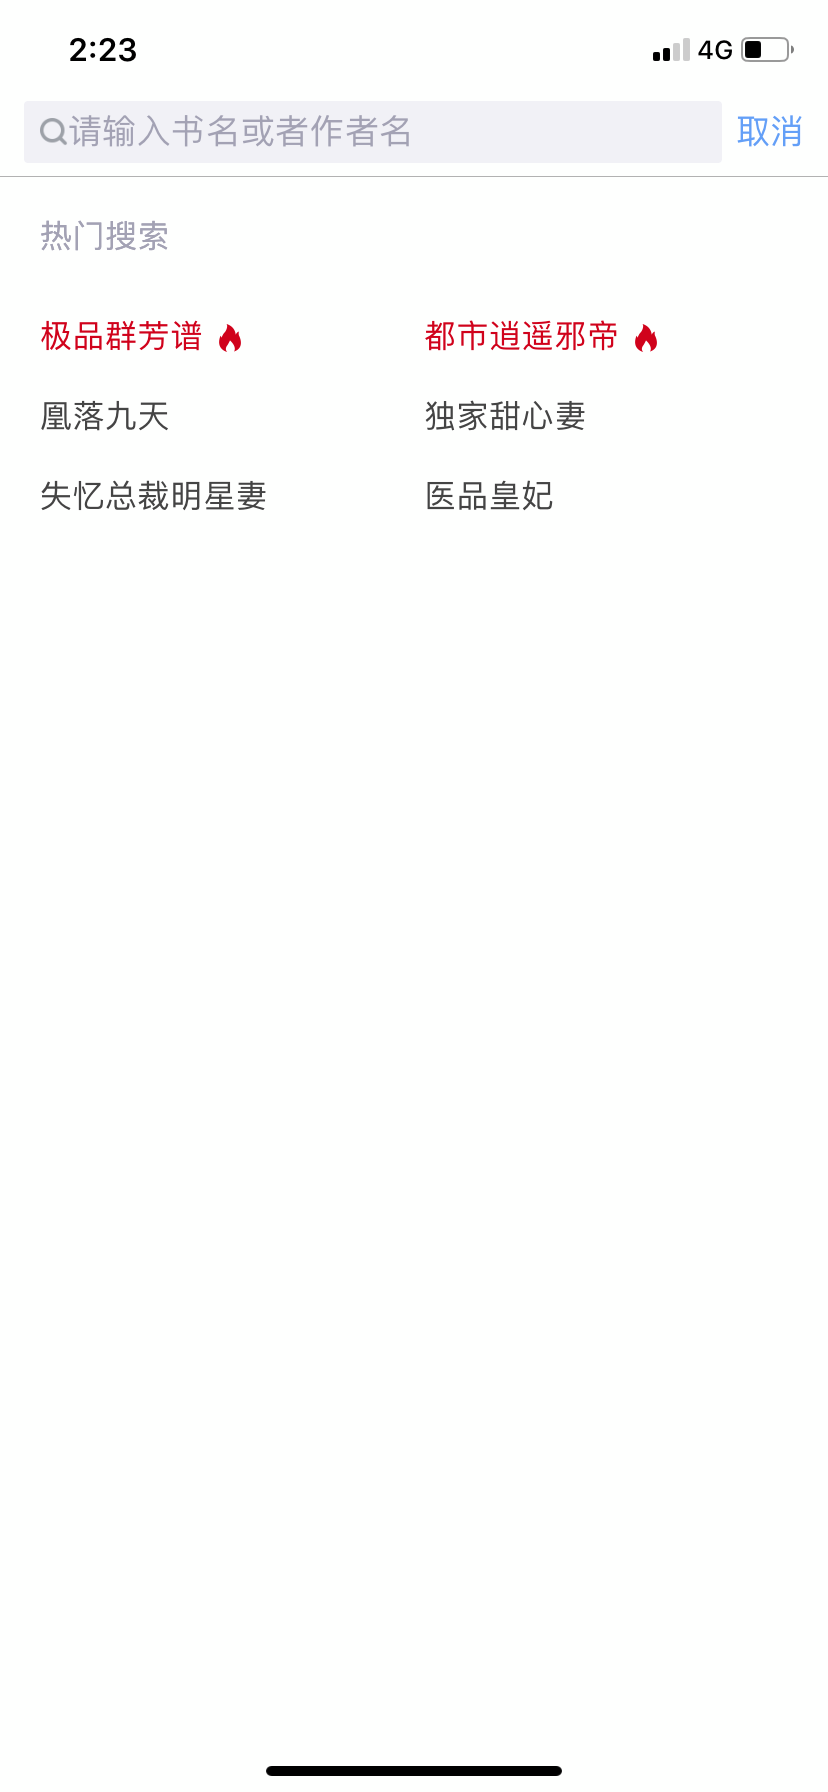 2:23 4G
请输入书名或者作者名 取消
热门搜索
极品群芳谱 都市逍遥邪帝
凰落九天 独家甜心妻
失忆总裁明星妻 医品皇妃